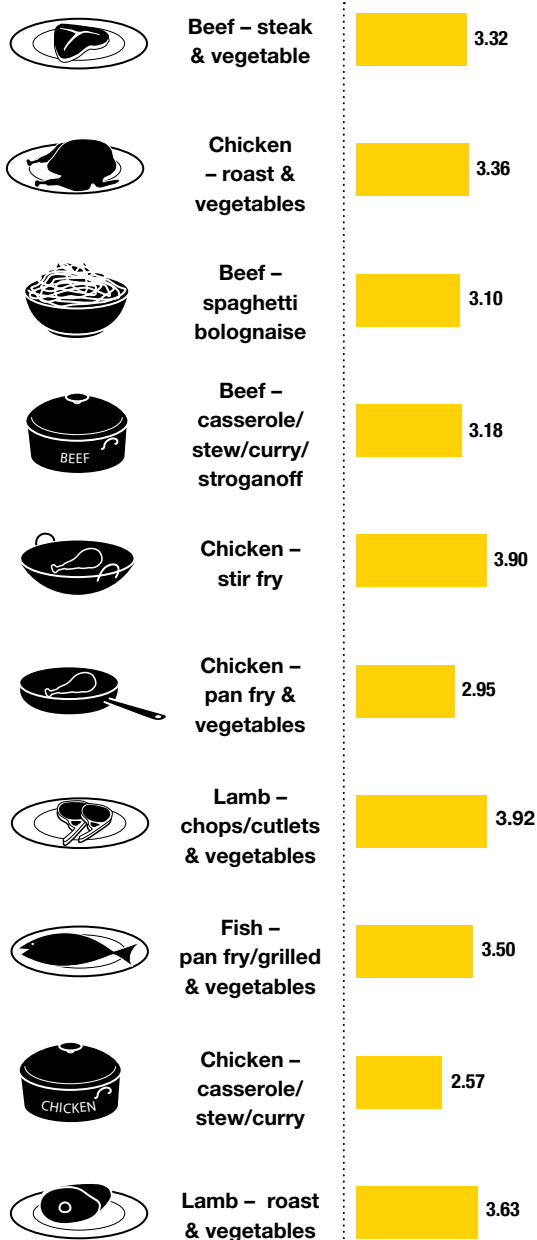 Beef – steak
& vegetable
3.32
Chicken
– roast &
vegetables
3.36
Beef –
spaghetti
bolognaise
3.10
Beef –
casserole/
stew/curry/
stroganoff
BEEF
3.18
Chicken –
stir fry
3.90
Chicken –
pan fry &
vegetables
2.95
Lamb –
chops/cutlets
& vegetables
3.92
Fish –
pan fry/grilled
& vegetables
3.50
Chicken –
casserole/
stew/curry
CHICKEN
2.57
Lamb – roast
& vegetables
3.63